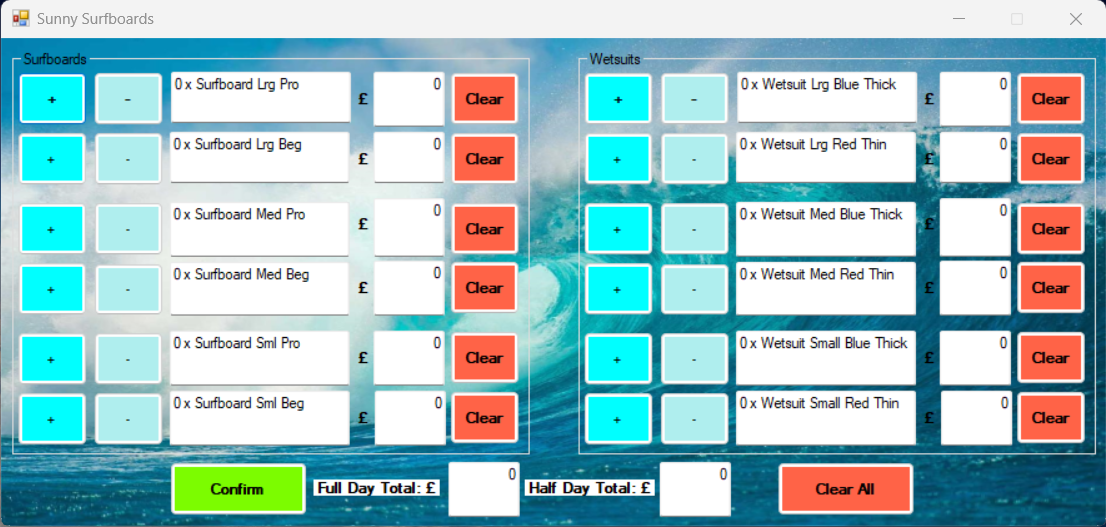 Sunny Surfboards
Surfboards
+ - 0 x Surfboard Lrg Pro £ 0 Clear
+ - 0 x Surfboard Lrg Beg £ 0 Clear
+ - 0 x Surfboard Med Pro £ 0 Clear
+ - 0 x Surfboard Med Beg £ 0 Clear
+ - 0 x Surfboard Sml Pro £ 0 Clear
+ - 0 x Surfboard Sml Beg £ 0 Clear
Wetsuits
+ - 0 x Wetsuit Lrg Blue Thick £ 0 Clear
+ - 0 x Wetsuit Lrg Red Thin £ 0 Clear
+ - 0 x Wetsuit Med Blue Thick £ 0 Clear
+ - 0 x Wetsuit Med Red Thin £ 0 Clear
+ - 0 x Wetsuit Small Blue Thick £ 0 Clear
+ - 0 x Wetsuit Small Red Thin £ 0 Clear
Confirm Full Day Total: £ 0 Half Day Total: £ 0 Clear All